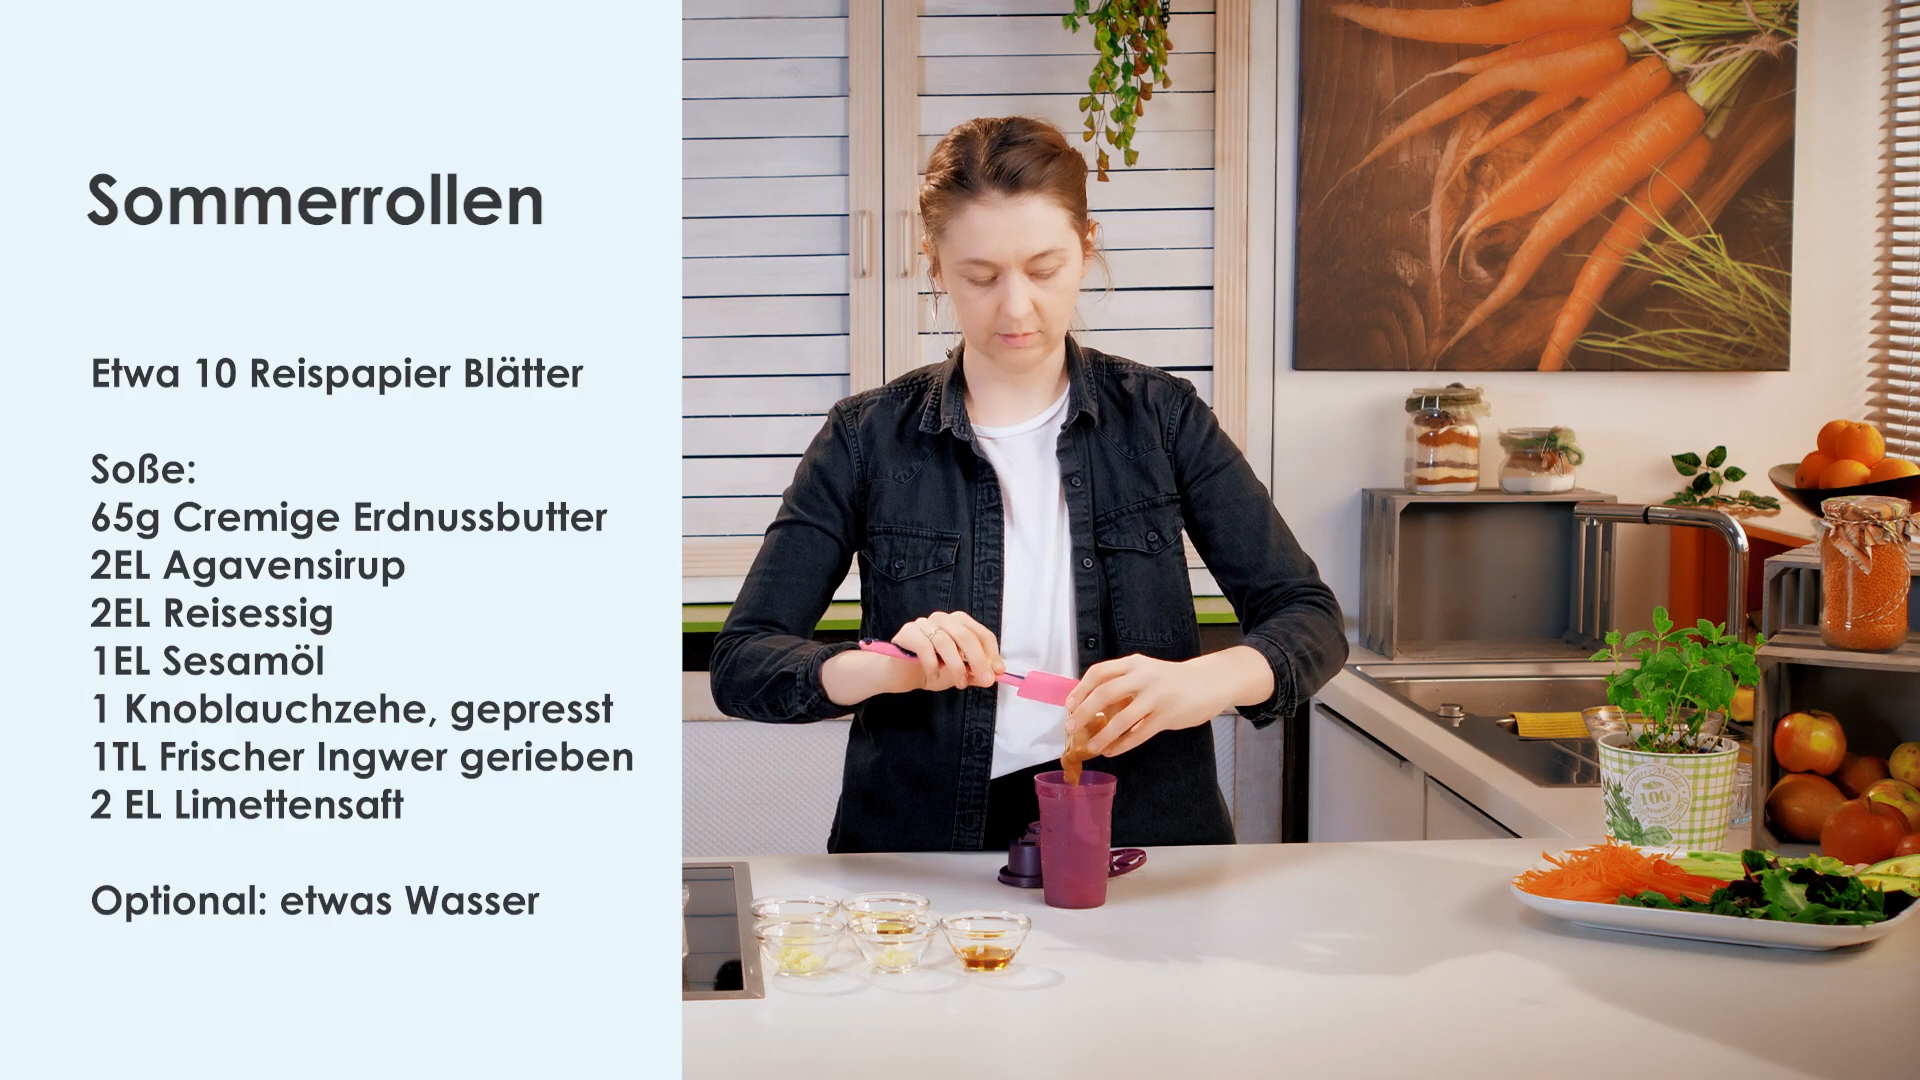 Sommerrollen
Etwa 10 Reispapier Blätter
Soße:
65g Cremige Erdnussbutter
2EL Agavensirup
2EL Reisessig
1EL Sesamöl
1 Knoblauchzehe, gepresst
1TL Frischer Ingwer gerieben
2 EL Limettensaft
Optional: etwas Wasser
100